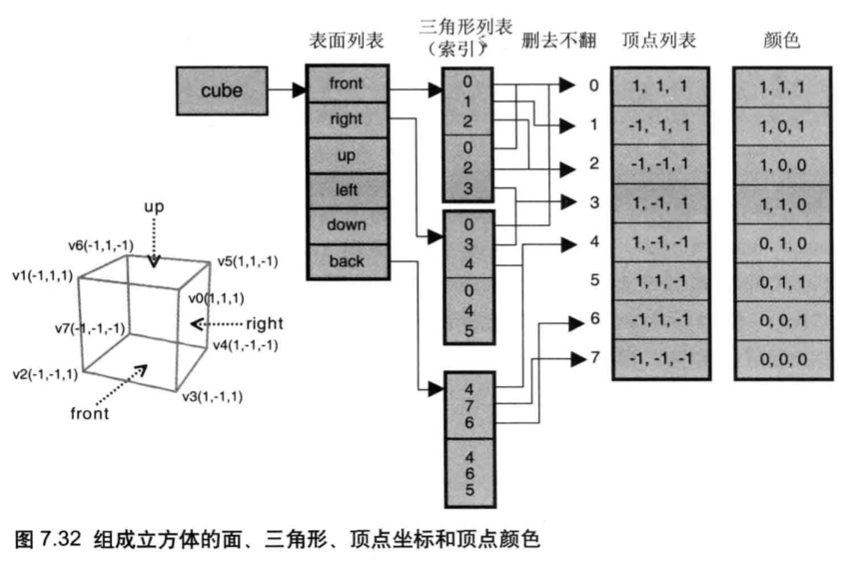 表面列表
三角形列表
(索引)
删去不翻
顶点列表
颜色
cube
front
right
up
left
down
back
0
1
2
0
2
3
0
3
4
0
4
5
4
7
6
4
6
5
0
1
2
3
4
5
6
7
1, 1, 1
-1, 1, 1
-1, -1, 1
1, -1, 1
1, -1, -1
1, 1, -1
-1, 1, -1
-1, -1, -1
1, 1, 1
1, 0, 1
1, 0, 0
1, 1, 0
0, 1, 0
0, 1, 1
0, 0, 1
0, 0, 0
up
v6(-1,1,-1)
v5(1,1,-1)
v1(-1,1,1)
v0(1,1,1)
v7(-1,-1,-1)
right
v4(1,-1,-1)
v2(-1,-1,1)
v3(1,-1,1)
front
图 7.32 组成立方体的面、三角形、顶点坐标和顶点颜色